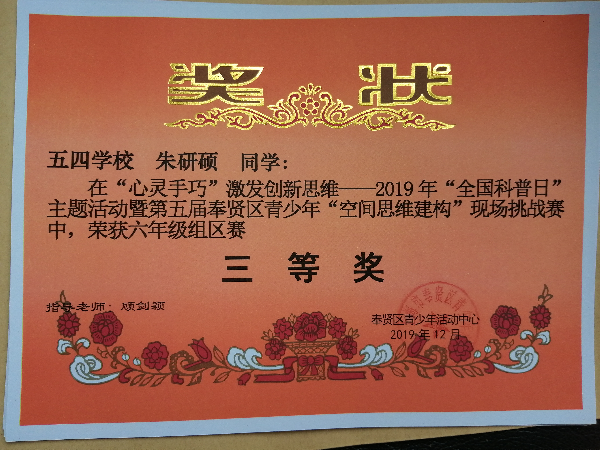 奖 状
五四学校 朱研硕 同学：
在“心灵手巧”激发创新思维——2019年“全国科普日”
主题活动暨第五届奉贤区青少年“空间思维建构”现场挑战赛
中，荣获六年级组区赛
三 等 奖
指导老师：顾剑颖
奉贤区青少年活动中心
2019年12月